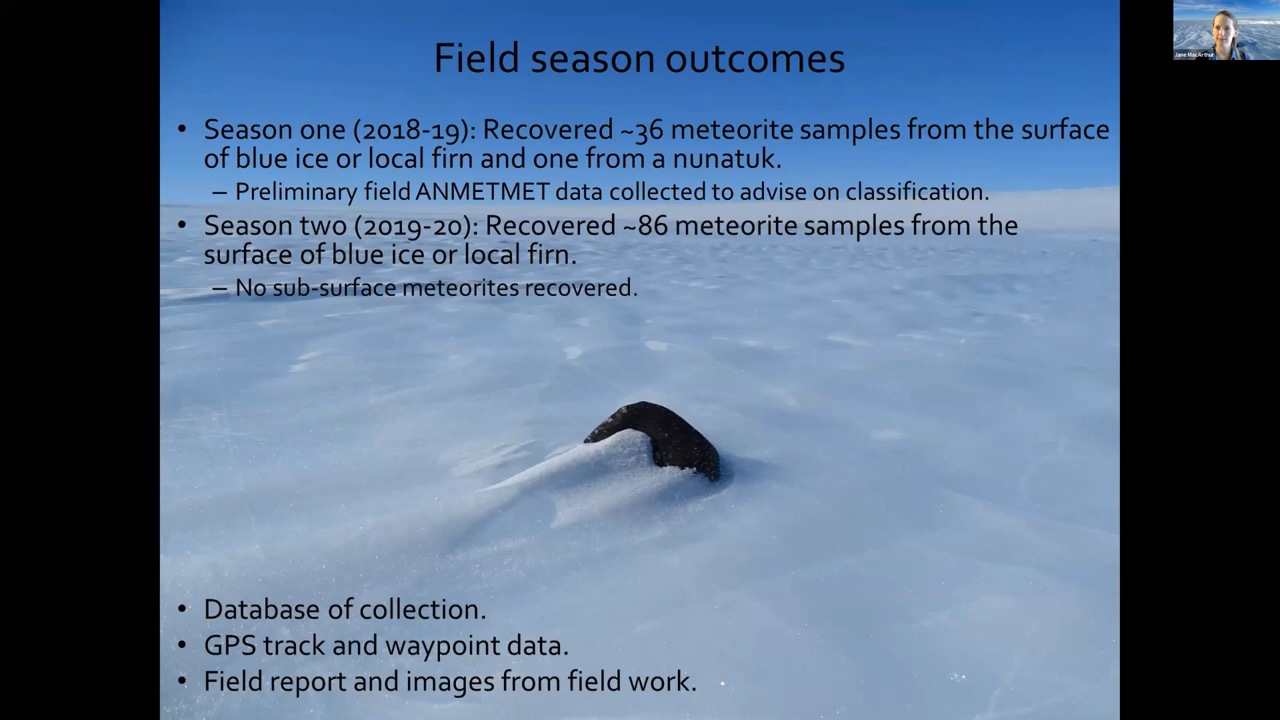 Field season outcomes
• Season one (2018-19): Recovered ~36 meteorite samples from the surface
of blue ice or local firn and one from a nunatuk.
– Preliminary field ANMETMET data collected to advise on classification.
• Season two (2019-20): Recovered ~86 meteorite samples from the
surface of blue ice or local firn.
– No sub-surface meteorites recovered.
• Database of collection.
• GPS track and waypoint data.
• Field report and images from field work.
Jane MacArthur